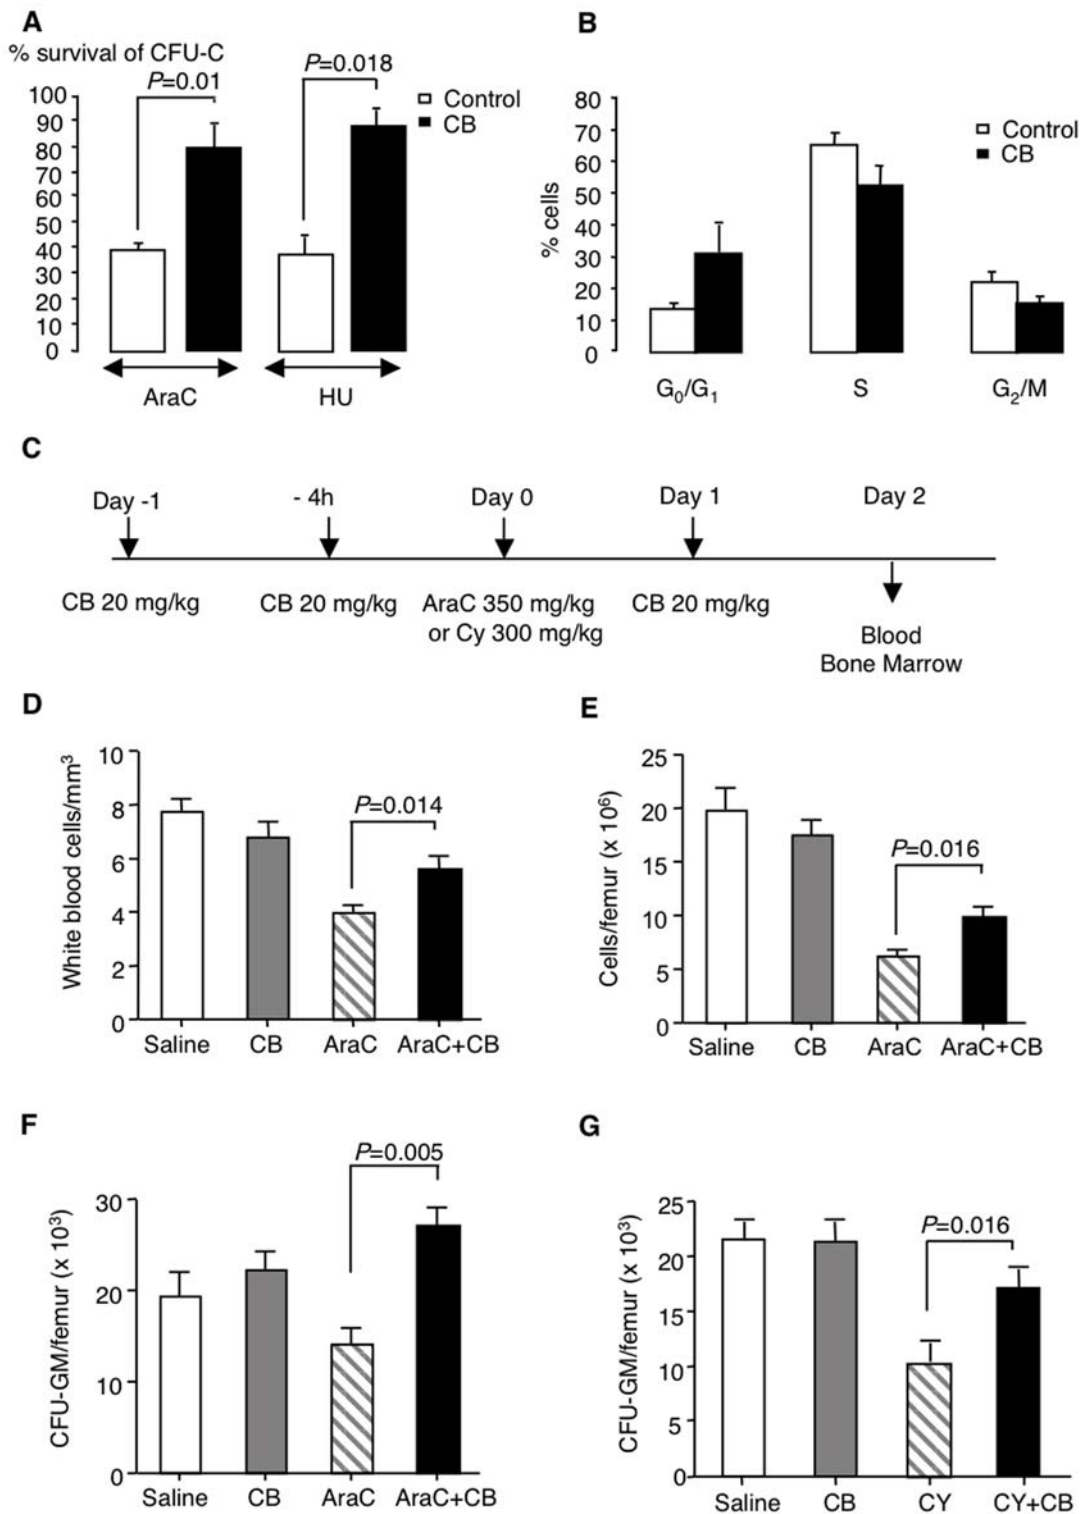 A
% survival of CFU-C
P=0.01
P=0.018
Control
CB
100
90
80
70
60
50
40
30
20
10
0
AraC
HU
B
80
70
60
50
40
30
20
10
0
% cells
Control
CB
G0/G1
S
G2/M
C
Day -1
- 4h
Day 0
Day 1
Day 2
CB 20 mg/kg
CB 20 mg/kg
AraC 350 mg/kg
or Cy 300 mg/kg
CB 20 mg/kg
Blood
Bone Marrow
D
White blood cells/mm3
10
8
6
4
2
0
P=0.014
Saline
CB
AraC
AraC+CB
E
Cells/femur (x 106)
25
20
15
10
5
0
P=0.016
Saline
CB
AraC
AraC+CB
F
CFU-GM/femur (x 103)
30
20
10
0
P=0.005
Saline
CB
AraC
AraC+CB
G
CFU-GM/femur (x 103)
25
20
15
10
5
0
P=0.016
Saline
CB
CY
CY+CB